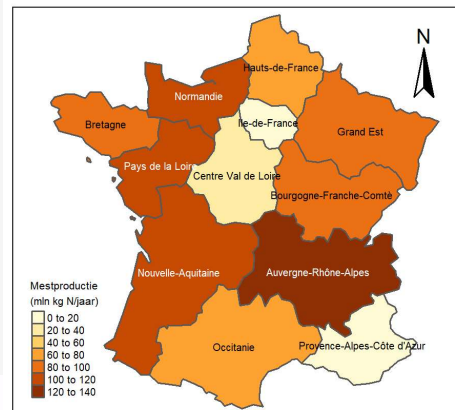 N
Hauts-de-France
Normandie
Ile-de-France
Bretagne
Grand Est
Pays de la Loire
Centre Val de Loire
Bourgogne-Franche-Comtè
Nouvelle-Aquitaine
Auvergne-Rhône-Alpes
Occitanie
Provence-Alpes-Côte d'Azur
Mestproductie
(mln kg N/jaar)
0 to 20
20 to 40
40 to 60
60 to 80
80 to 100
100 to 120
120 to 140